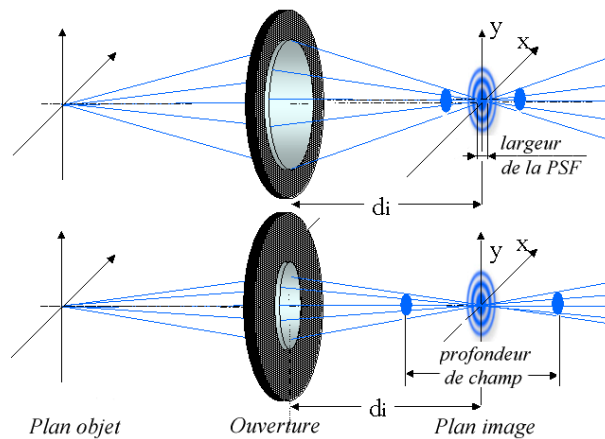 y
x
largeur
de la PSF
di
y
x
profondeur
de champ
di
Plan objet
Ouverture
Plan image